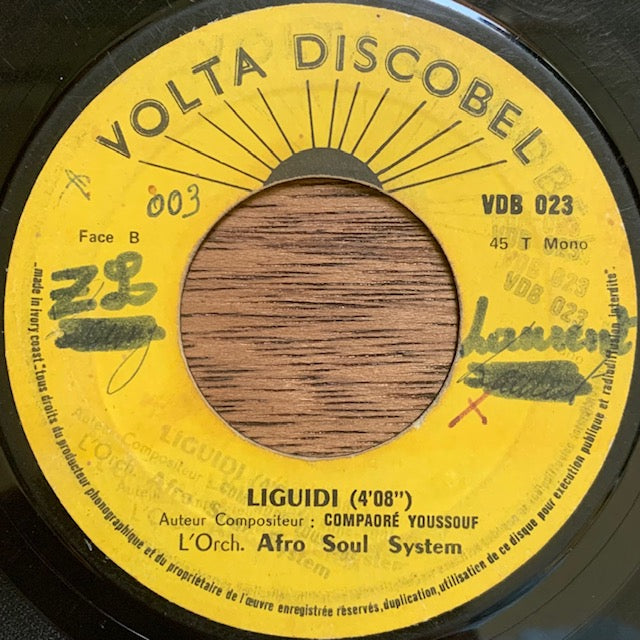 VOLTA DISCOBEL
003
VDB 023
Face B
45 T Mono
VDB 023
VDB 023
ZL
Laurent
LIGUIDI (4'08")
Auteur Compositeur : COMPAORÉ YOUSSOUF
L'Orch. Afro Soul System
„made in ivory coast" tous droits du producteur phonographique et du propriétaire de l'œuvre enregistrée réservés, duplication, utilisation de ce disque pour exécution publique et radiodiffusion interdite"